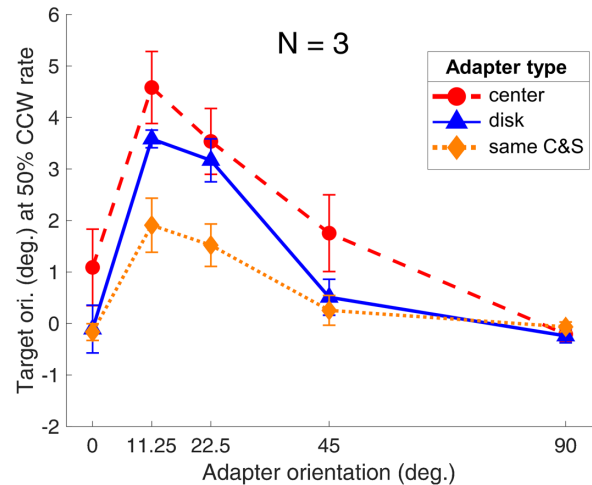 N = 3
Adapter type
center
disk
same C&S
Target ori. (deg.) at 50% CCW rate
6
5
4
3
2
1
0
-1
-2
0 11.25 22.5 45 90
Adapter orientation (deg.)